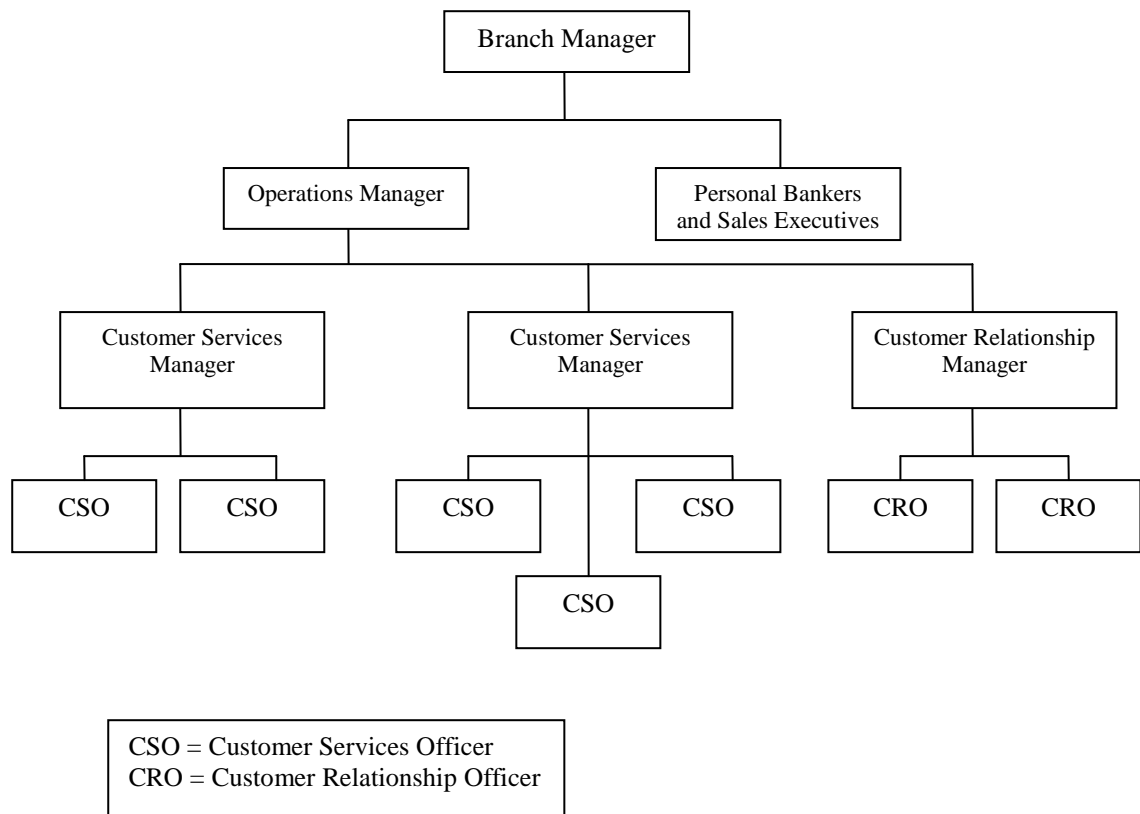 Branch Manager
Operations Manager
Personal Bankers
and Sales Executives
Customer Services
Manager
Customer Services
Manager
Customer Relationship
Manager
CSO
CSO
CSO
CSO
CRO
CRO
CSO
CSO = Customer Services Officer
CRO = Customer Relationship Officer